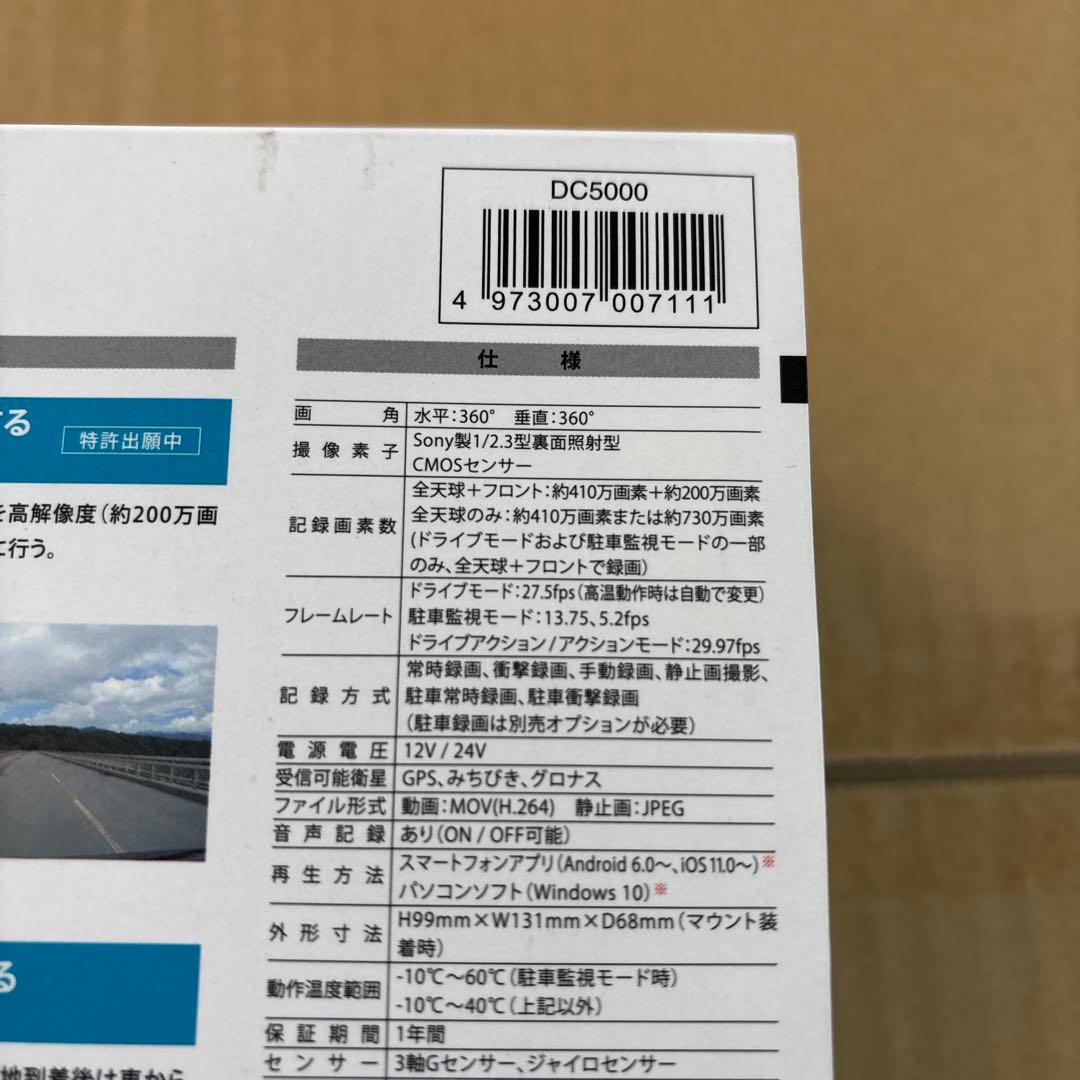 DC5000
4 973007 007111
仕様
する
特許出願中
を高解像度（約200万画
に行う。
画角 水平：360° 垂直：360°
撮像素子 Sony製1/2.3型裏面照射型
CMOSセンサー
記録画素数 全天球＋フロント：約410万画素＋約200万画素
全天球のみ：約410万画素または約730万画素
（ドライブモードおよび駐車監視モードの一部
のみ、全天球＋フロントで録画）
フレームレート ドライブモード：27.5fps（高温動作時は自動で変更）
駐車監視モード：13.75、5.2fps
ドライブアクション / アクションモード：29.97fps
記録方式 常時録画、衝撃録画、手動録画、静止画撮影、
駐車常時録画、駐車衝撃録画
（駐車録画は別売オプションが必要）
電源電圧 12V / 24V
受信可能衛星 GPS、みちびき、グロナス
ファイル形式 動画：MOV(H.264) 静止画：JPEG
音声記録 あり（ON / OFF可能）
再生方法 スマートフォンアプリ（Android 6.0〜、iOS 11.0〜）※
パソコンソフト（Windows 10）※
外形寸法 H99mm×W131mm×D68mm（マウント装
着時）
動作温度範囲 -10℃〜60℃（駐車監視モード時）
-10℃〜40℃（上記以外）
保証期間 1年間
センサー 3軸Gセンサー、ジャイロセンサー
る
地到着後は車から